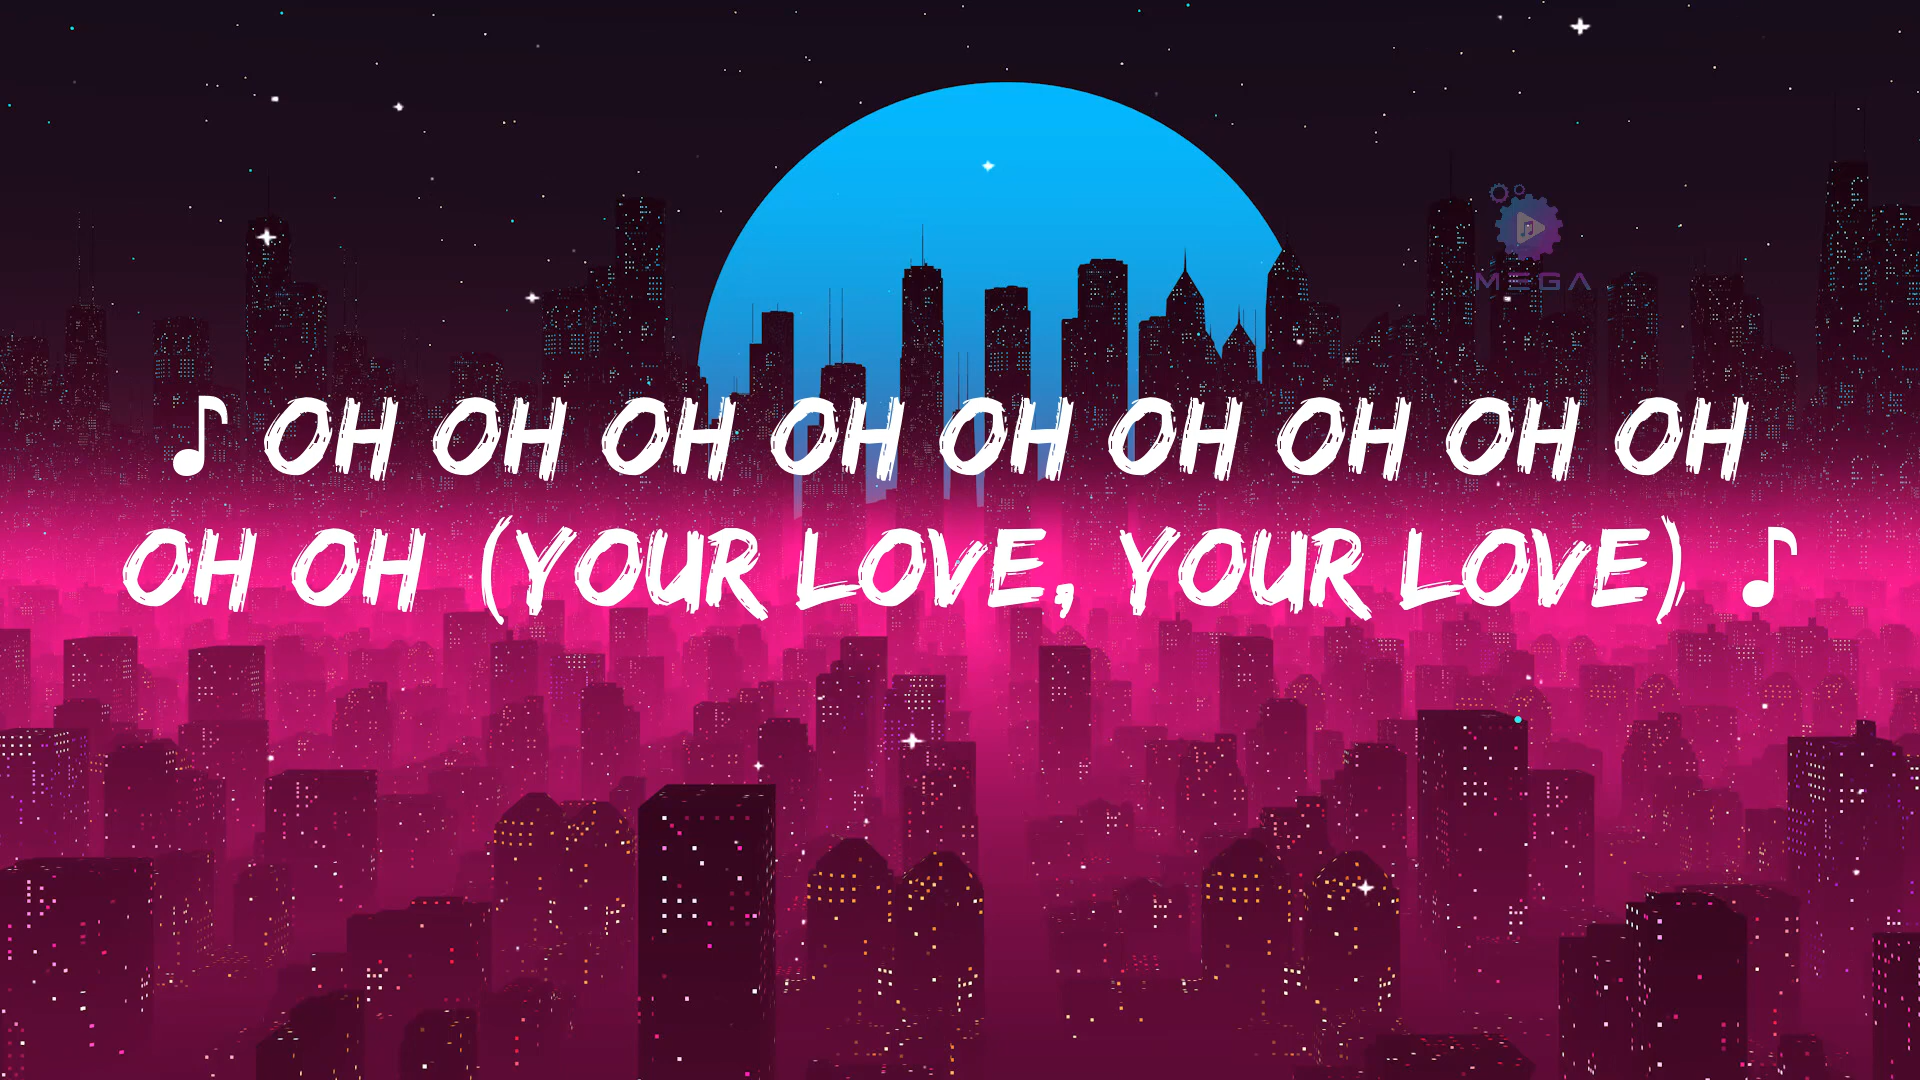 ♪ OH OH OH OH OH OH OH OH OH
OH OH (YOUR LOVE, YOUR LOVE) ♪
MEGA